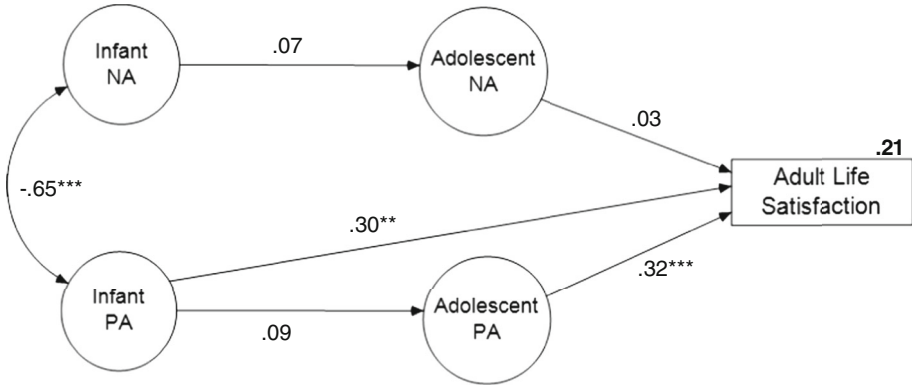 Infant
NA
.07
Adolescent
NA
.03
.21
Adult Life
Satisfaction
-.65***
.30**
.32***
Infant
PA
.09
Adolescent
PA